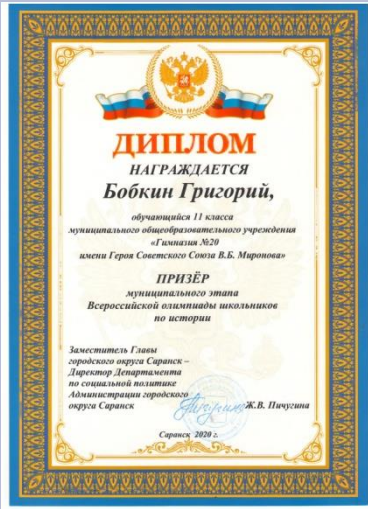 ДИПЛОМ
НАГРАЖДАЕТСЯ
Бобкин Григорий,
обучающийся 11 класса
муниципального общеобразовательного учреждения
«Гимназия №20
имени Героя Советского Союза В.Б. Миронова»
ПРИЗЁР
муниципального этапа
Всероссийской олимпиады школьников
по истории
Заместитель Главы
городского округа Саранск –
Директор Департамента
по социальной политике
Администрации городского
округа Саранск
Ж.В. Пичугина
Саранск 2020 г.